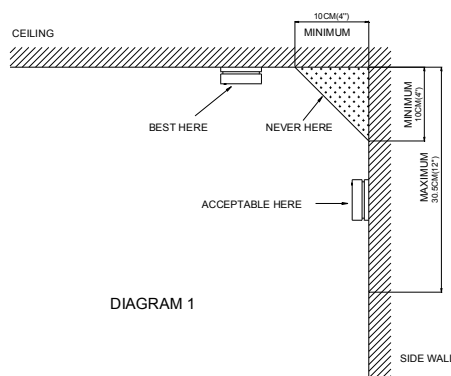 10CM(4")
CEILING
MINIMUM
BEST HERE
NEVER HERE
MINIMUM
10CM(4")
MAXIMUM
30.5CM(12")
ACCEPTABLE HERE
DIAGRAM 1
SIDE WALL